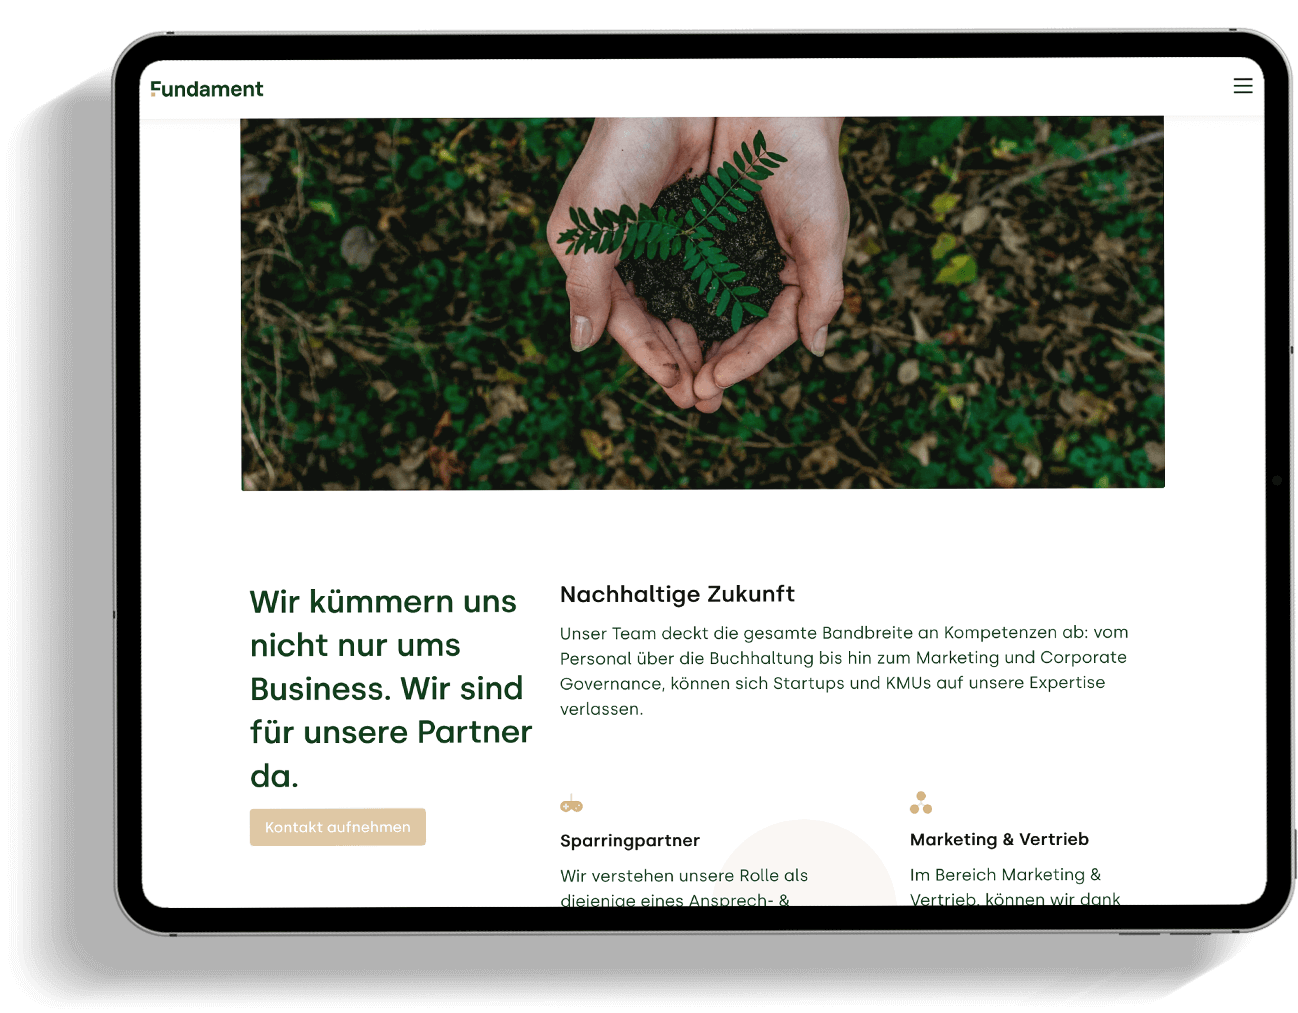 Fundament
Wir kümmern uns
nicht nur ums
Business. Wir sind
für unsere Partner
da.
Kontakt aufnehmen
Nachhaltige Zukunft
Unser Team deckt die gesamte Bandbreite an Kompetenzen ab: vom
Personal über die Buchhaltung bis hin zum Marketing und Corporate
Governance, können sich Startups und KMUs auf unsere Expertise
verlassen.
Sparringpartner
Wir verstehen unsere Rolle als
diejenige eines Ansprech- &
Marketing & Vertrieb
Im Bereich Marketing &
Vertrieb, können wir dank